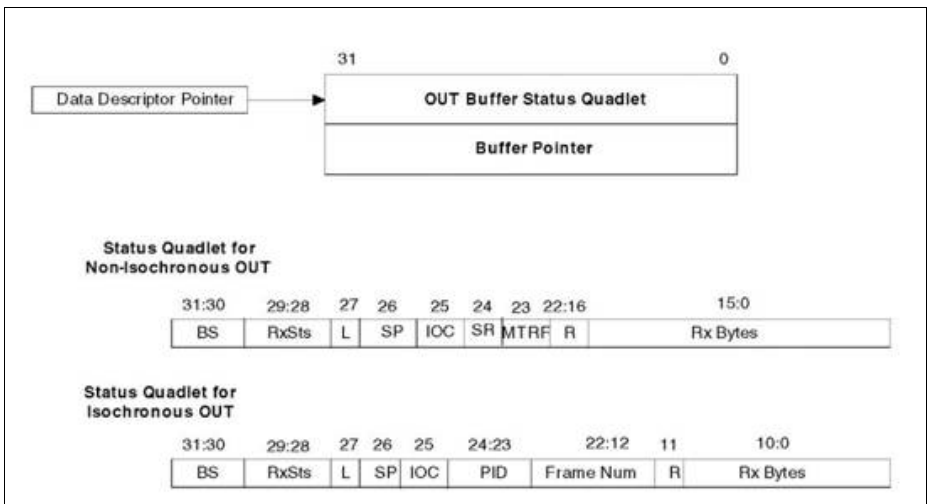 31 0
Data Descriptor Pointer OUT Buffer Status Quadlet
Buffer Pointer
Status Quadlet for
Non-Isochronous OUT
31:30 29:28 27 26 25 24 23 22:16 15:0
BS RxSts L SP IOC SR MTRF R Rx Bytes
Status Quadlet for
Isochronous OUT
31:30 29:28 27 26 25 24:23 22:12 11 10:0
BS RxSts L SP IOC PID Frame Num R Rx Bytes